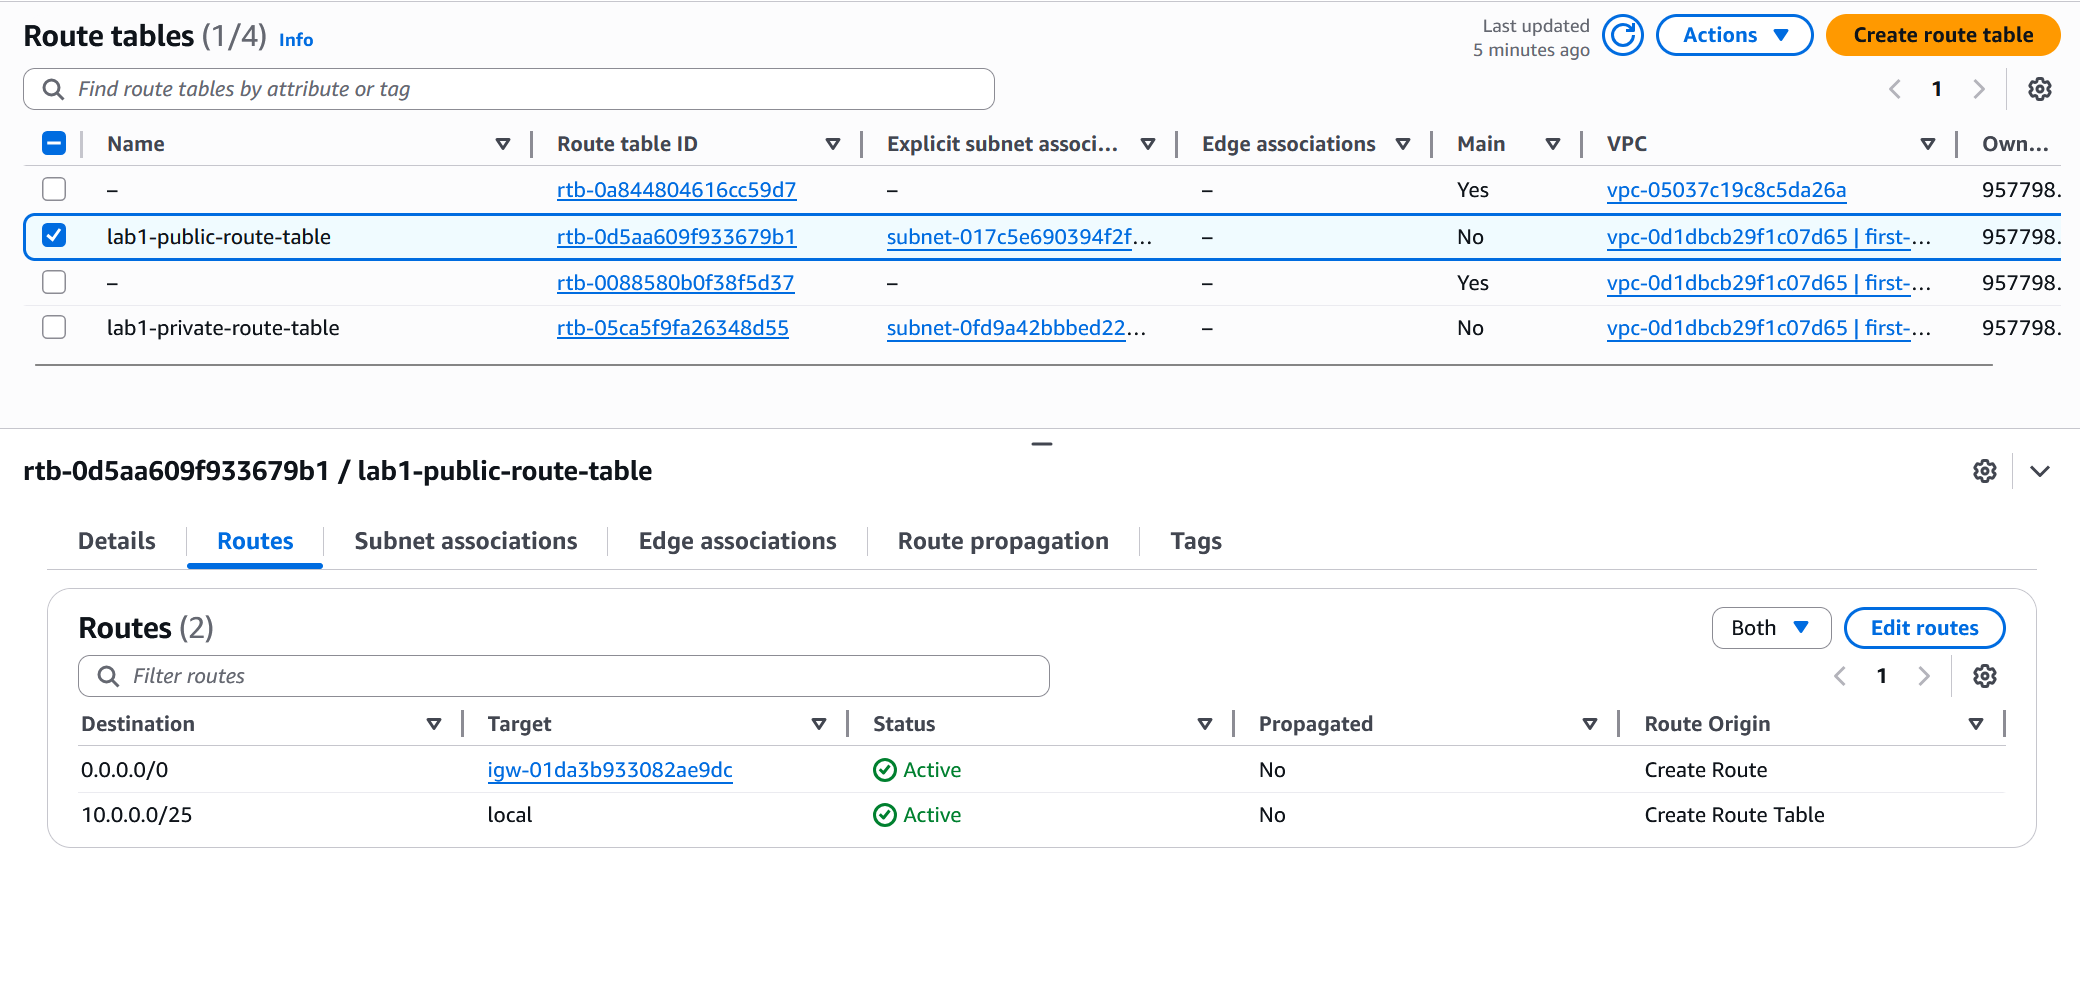 Route tables (1/4) Info
Last updated
5 minutes ago
Actions
Create route table
Find route tables by attribute or tag
1
Name Route table ID Explicit subnet associ... Edge associations Main VPC Own...
– rtb-0a844804616cc59d7 – – Yes vpc-05037c19c8c5da26a 957798.
lab1-public-route-table rtb-0d5aa609f933679b1 subnet-017c5e690394f2f... – No vpc-0d1dbcb29f1c07d65 | first-... 957798.
– rtb-0088580b0f38f5d37 – – Yes vpc-0d1dbcb29f1c07d65 | first-... 957798.
lab1-private-route-table rtb-05ca5f9fa26348d55 subnet-0fd9a42bbbed22... – No vpc-0d1dbcb29f1c07d65 | first-... 957798.
rtb-0d5aa609f933679b1 / lab1-public-route-table
Details Routes Subnet associations Edge associations Route propagation Tags
Routes (2)
Both
Edit routes
Filter routes
1
Destination Target Status Propagated Route Origin
0.0.0.0/0 igw-01da3b933082ae9dc Active No Create Route
10.0.0.0/25 local Active No Create Route Table